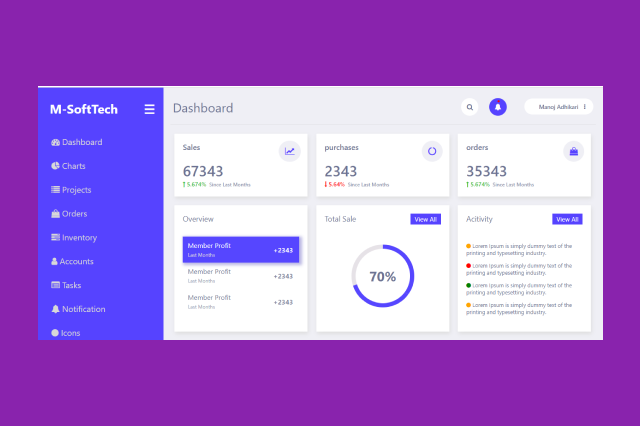 M-SoftTech
Dashboard
Charts
Projects
Orders
Inventory
Accounts
Tasks
Notification
Icons
Dashboard
Manoj Adhikari
Sales
67343
5.674% Since Last Months
purchases
2343
5.64% Since Last Months
orders
35343
5.674% Since Last Months
Overview
Member Profit
Last Months
+2343
Member Profit
Last Months
+2343
Member Profit
Last Months
+2343
Total Sale
View All
70%
Acitivity
View All
Lorem Ipsum is simply dummy text of the
printing and typesetting industry.
Lorem Ipsum is simply dummy text of the
printing and typesetting industry.
Lorem Ipsum is simply dummy text of the
printing and typesetting industry.
Lorem Ipsum is simply dummy text of the
printing and typesetting industry.